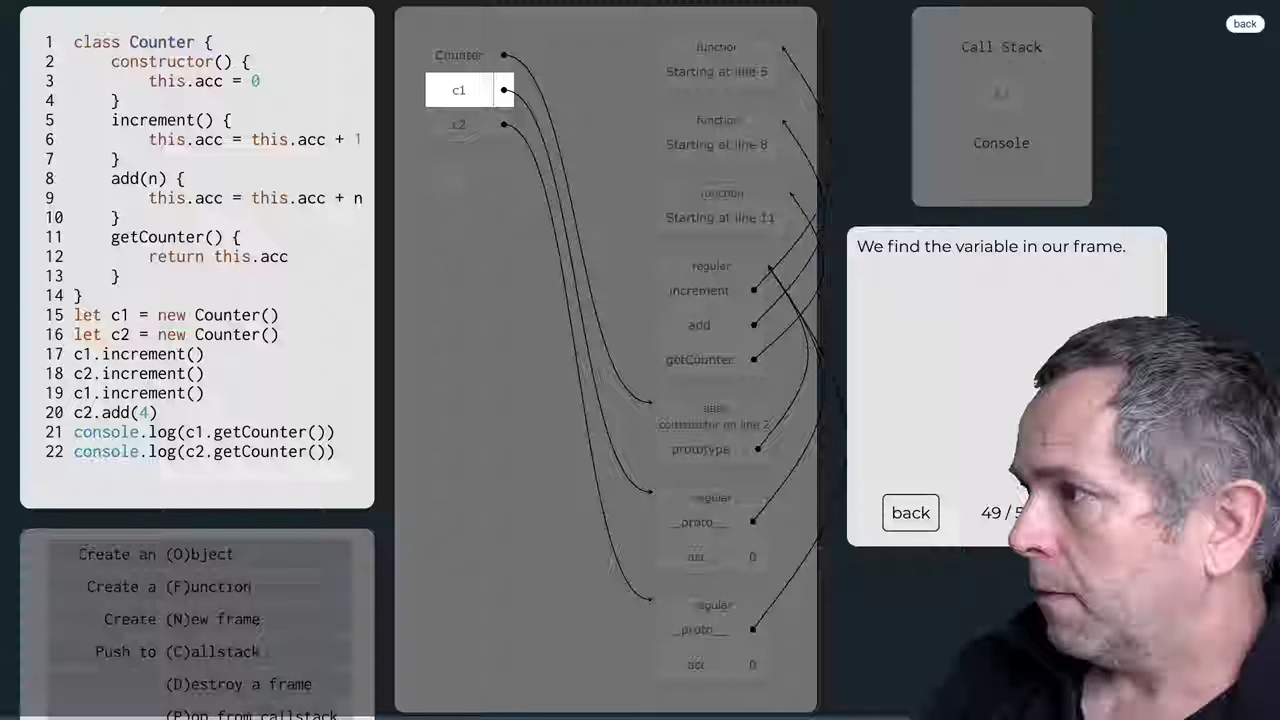 1 class Counter {
2 constructor() {
3 this.acc = 0
4 }
5 increment() {
6 this.acc = this.acc + 1
7 }
8 add(n) {
9 this.acc = this.acc + n
10 }
11 getCounter() {
12 return this.acc
13 }
14 }
15 let c1 = new Counter()
16 let c2 = new Counter()
17 c1.increment()
18 c2.increment()
19 c1.increment()
20 c2.add(4)
21 console.log(c1.getCounter())
22 console.log(c2.getCounter())
Create an (O)bject
Create a (F)unction
Create (N)ew frame
Push to (C)allstack
(D)estroy a frame
(P)op from callstack
Counter
c1
c2
function
Starting at line 5
function
Starting at line 8
function
Starting at line 11
regular
increment
add
getCounter
constructor on line 2
prototype
regular
__proto__
acc 0
regular
__proto__
acc 0
Call Stack
Console
back
We find the variable in our frame.
back
49 / 5